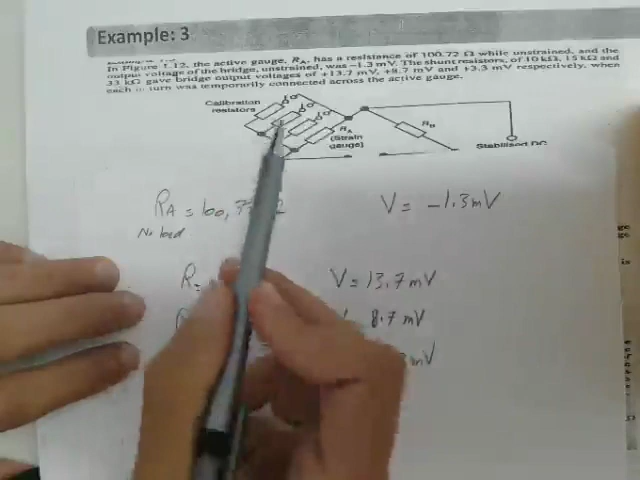 Example: 3
In Figure 1.12, the active gauge, RA, has a resistance of 100.72 Ω while unstrained, and the
output voltage of the bridge, unstrained, was −1.3 mV. The shunt resistors, of 10 kΩ, 15 kΩ and
33 kΩ gave bridge output voltages of +13.7 mV, +8.7 mV and +3.3 mV respectively, when
each in turn was temporarily connected across the active gauge.
Calibration
resistors
RA
(Strain
gauge)
RB
Stabilised DC
RA = 100,
V = -1.3mV
No load
R=
V = 13.7 mV
8.7 mV
mV